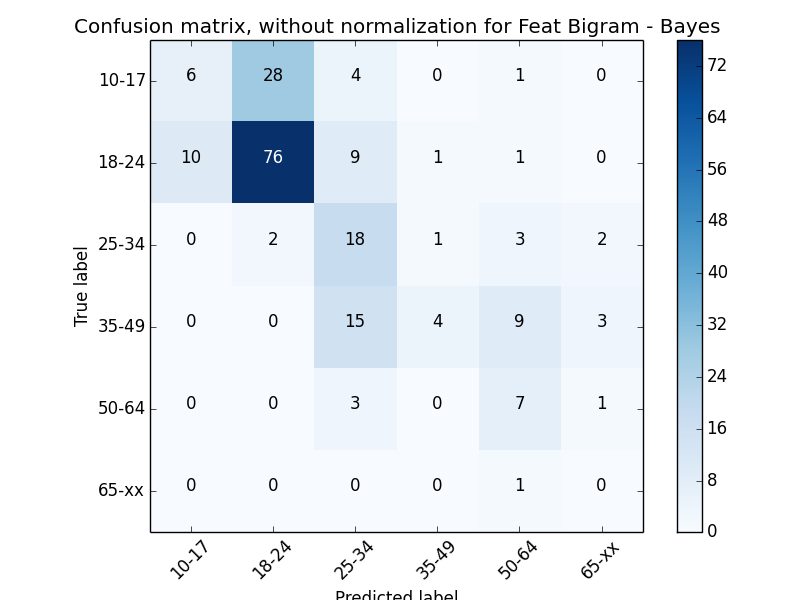 Confusion matrix, without normalization for Feat Bigram - Bayes
10-17 6 28 4 0 1 0
18-24 10 76 9 1 1 0
25-34 0 2 18 1 3 2
35-49 0 0 15 4 9 3
50-64 0 0 3 0 7 1
65-xx 0 0 0 0 1 0
True label
10-17 18-24 25-34 35-49 50-64 65-xx
Predicted label
72
64
56
48
40
32
24
16
8
0